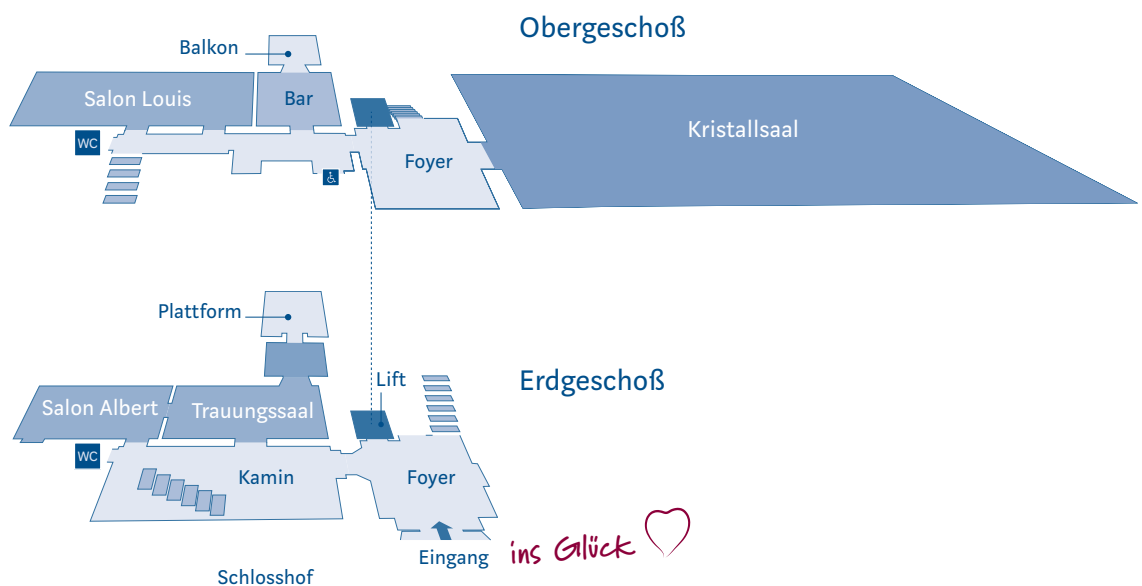 Obergeschoß
Balkon
Salon Louis
Bar
Kristallsaal
WC
Foyer
Plattform
Lift
Erdgeschoß
Salon Albert
Trauungssaal
WC
Kamin
Foyer
Eingang ins Glück
Schlosshof